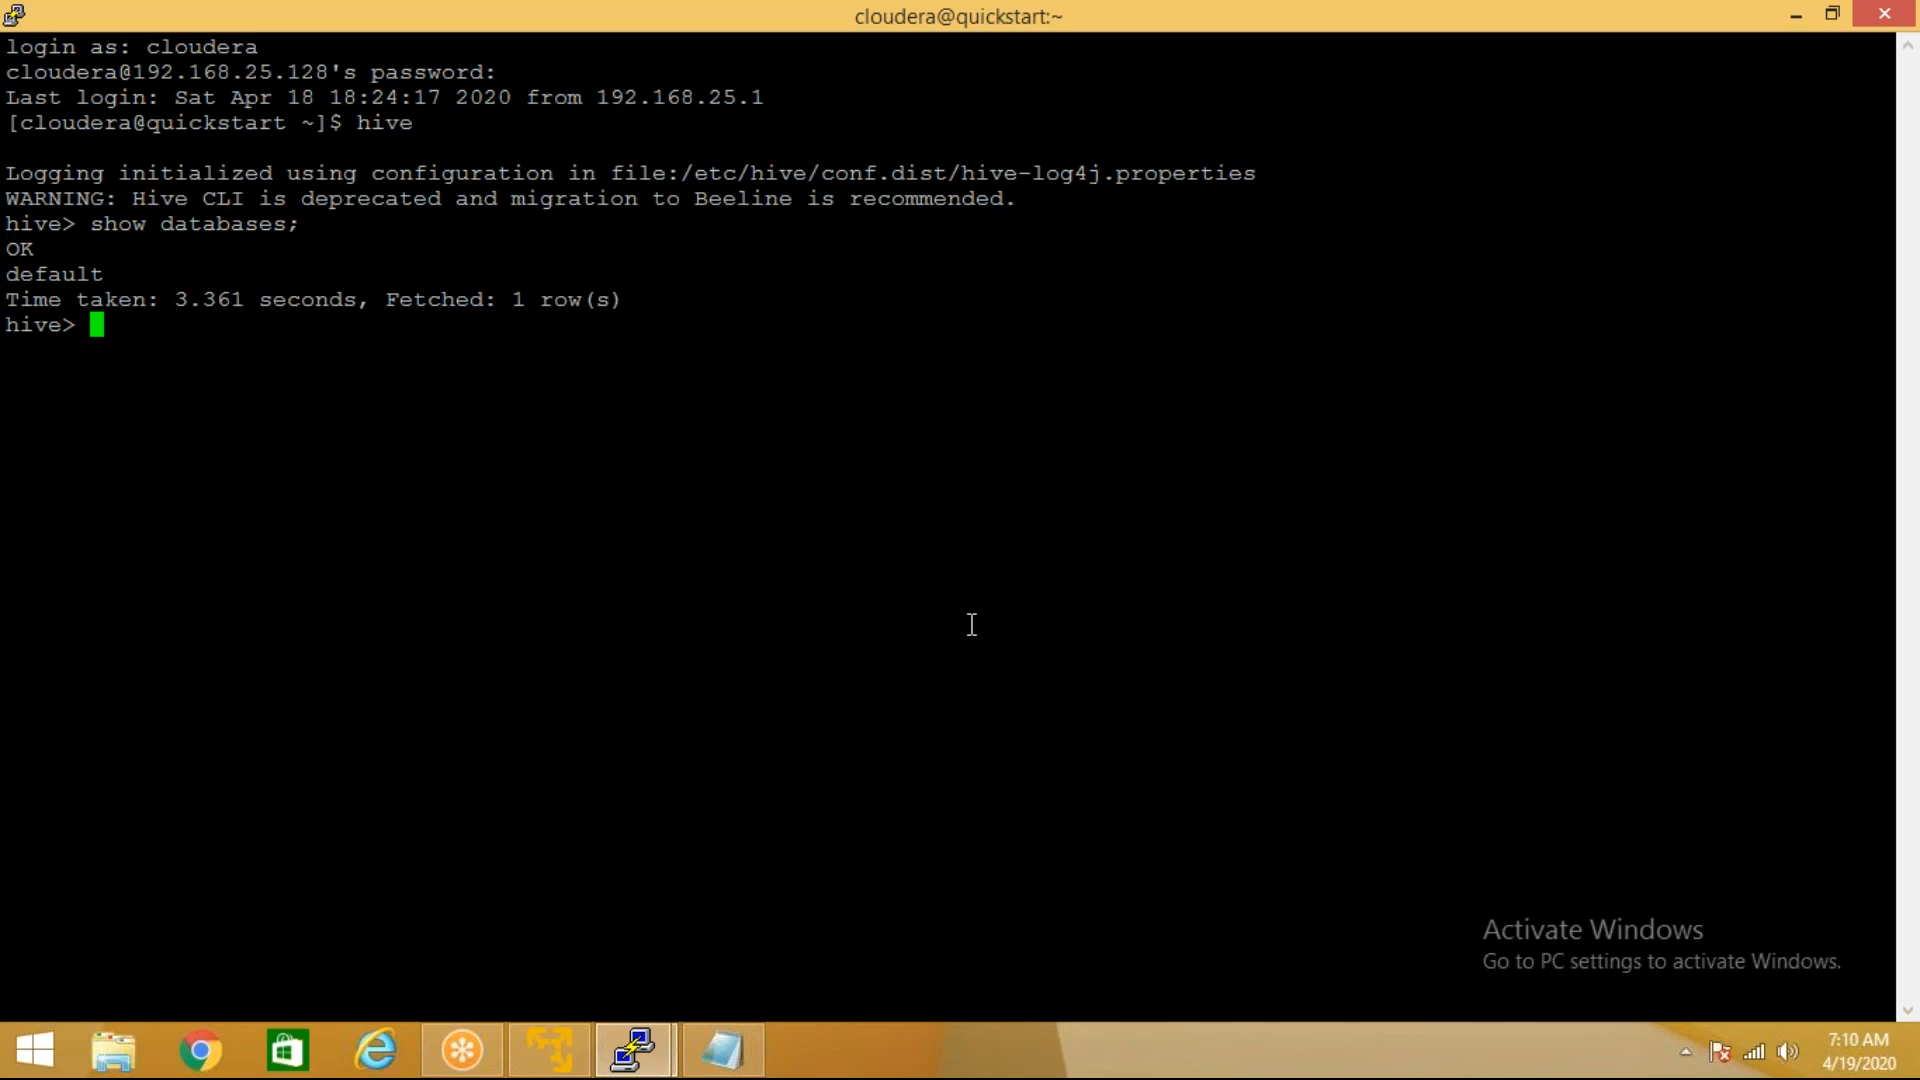 cloudera@quickstart:~
login as: cloudera
cloudera@192.168.25.128's password:
Last login: Sat Apr 18 18:24:17 2020 from 192.168.25.1
[cloudera@quickstart ~]$ hive
Logging initialized using configuration in file:/etc/hive/conf.dist/hive-log4j.properties
WARNING: Hive CLI is deprecated and migration to Beeline is recommended.
hive> show databases;
OK
default
Time taken: 3.361 seconds, Fetched: 1 row(s)
hive>
Activate Windows
Go to PC settings to activate Windows.
7:10 AM
4/19/2020